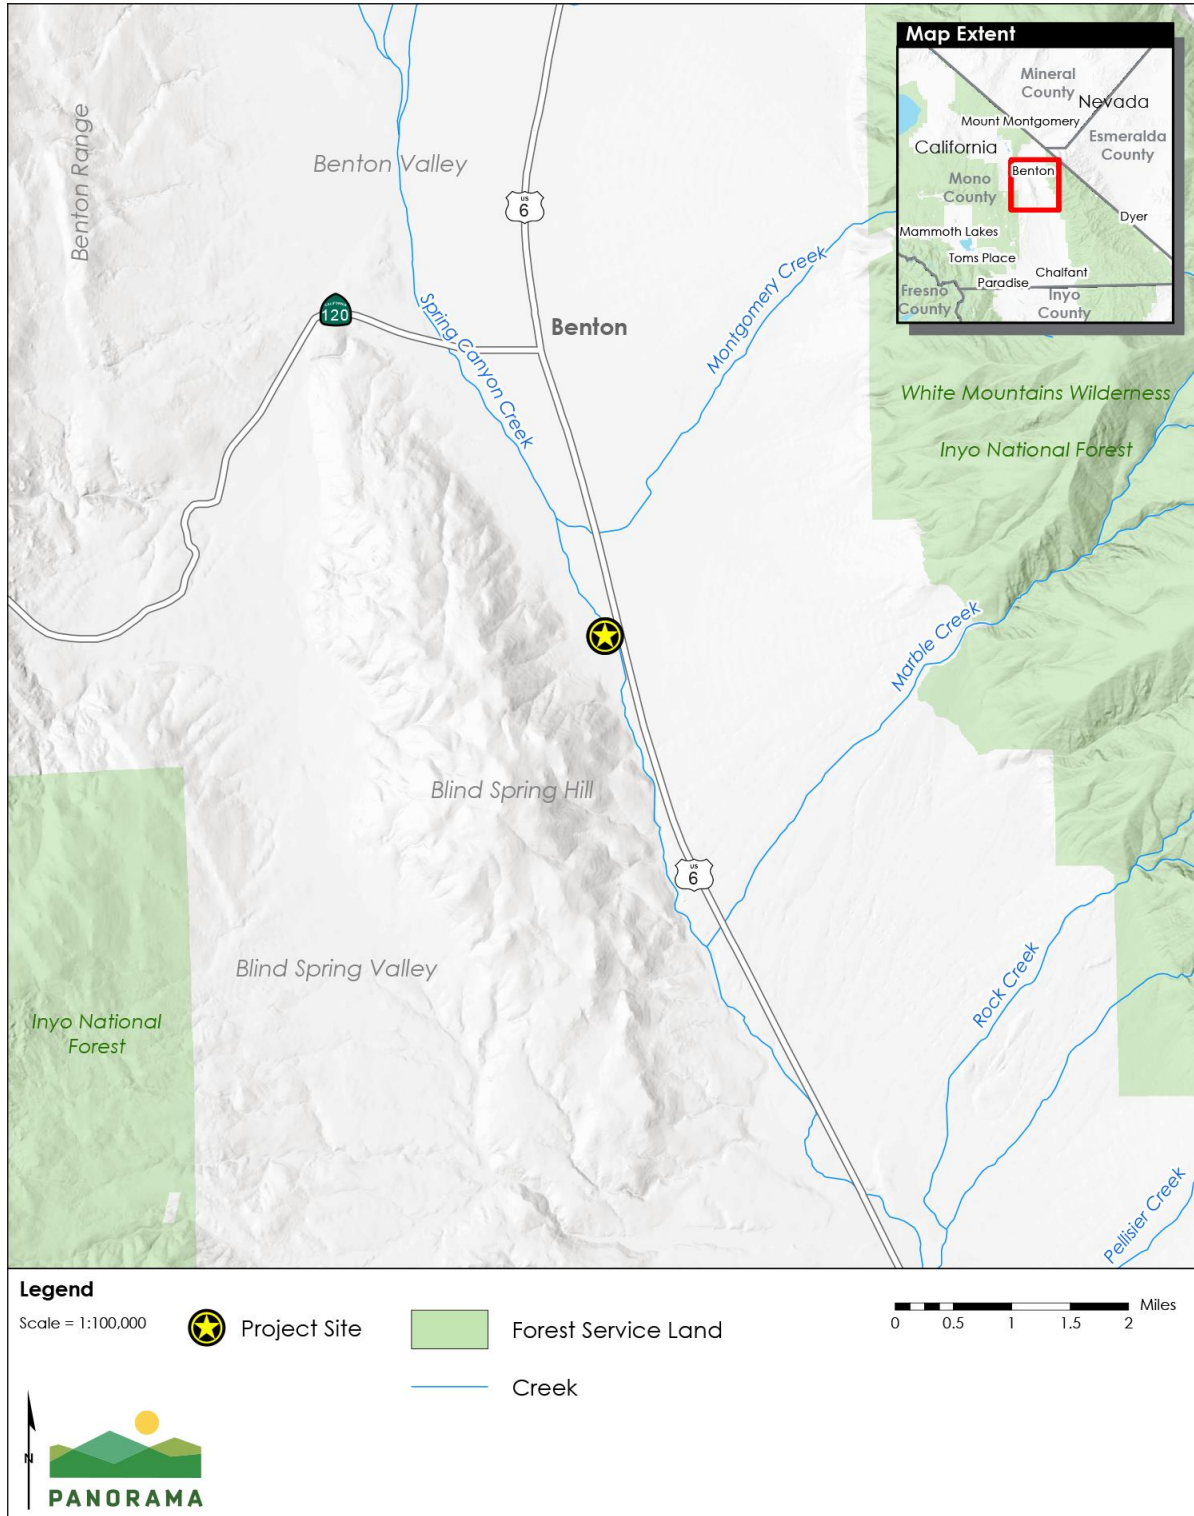 Map Extent
Mineral
County
Nevada
Mount Montgomery
Esmeralda
County
California
Benton
Mono
County
Dyer
Mammoth Lakes
Toms Place
Chalfant
Paradise
Fresno
County
Inyo
County
Benton Range
Benton Valley
US
6
Montgomery Creek
CALIFORNIA
120
Spring Canyon Creek
Benton
White Mountains Wilderness
Inyo National Forest
Marble Creek
Blind Spring Hill
US
6
Blind Spring Valley
Rock Creek
Inyo National
Forest
Pellisier Creek
Legend
Scale = 1:100,000
Project Site
Forest Service Land
Creek
Miles
0 0.5 1 1.5 2
N
PANORAMA